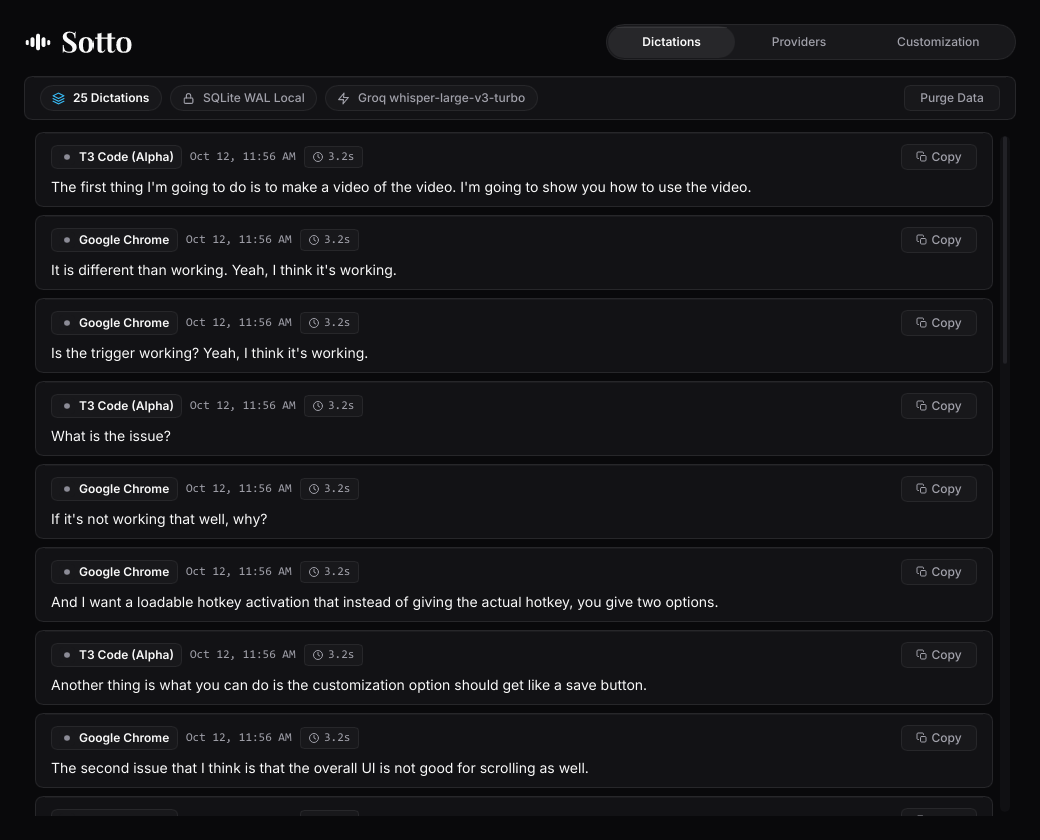 Sotto
Dictations Providers Customization
25 Dictations SQLite WAL Local Groq whisper-large-v3-turbo Purge Data
T3 Code (Alpha) Oct 12, 11:56 AM 3.2s Copy
The first thing I'm going to do is to make a video of the video. I'm going to show you how to use the video.
Google Chrome Oct 12, 11:56 AM 3.2s Copy
It is different than working. Yeah, I think it's working.
Google Chrome Oct 12, 11:56 AM 3.2s Copy
Is the trigger working? Yeah, I think it's working.
T3 Code (Alpha) Oct 12, 11:56 AM 3.2s Copy
What is the issue?
Google Chrome Oct 12, 11:56 AM 3.2s Copy
If it's not working that well, why?
Google Chrome Oct 12, 11:56 AM 3.2s Copy
And I want a loadable hotkey activation that instead of giving the actual hotkey, you give two options.
T3 Code (Alpha) Oct 12, 11:56 AM 3.2s Copy
Another thing is what you can do is the customization option should get like a save button.
Google Chrome Oct 12, 11:56 AM 3.2s Copy
The second issue that I think is that the overall UI is not good for scrolling as well.